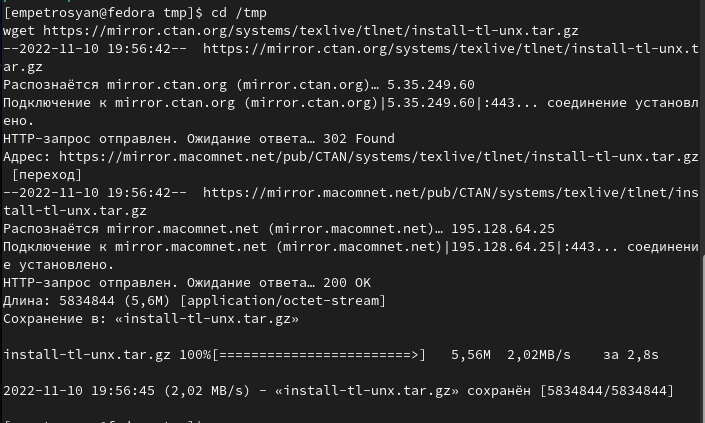 [empetrosyan@fedora tmp]$ cd /tmp
wget https://mirror.ctan.org/systems/texlive/tlnet/install-tl-unx.tar.gz
--2022-11-10 19:56:42--  https://mirror.ctan.org/systems/texlive/tlnet/install-tl-unx.t
ar.gz
Распознаётся mirror.ctan.org (mirror.ctan.org)… 5.35.249.60
Подключение к mirror.ctan.org (mirror.ctan.org)|5.35.249.60|:443... соединение установл
ено.
HTTP-запрос отправлен. Ожидание ответа… 302 Found
Адрес: https://mirror.macomnet.net/pub/CTAN/systems/texlive/tlnet/install-tl-unx.tar.gz
 [переход]
--2022-11-10 19:56:42--  https://mirror.macomnet.net/pub/CTAN/systems/texlive/tlnet/ins
tall-tl-unx.tar.gz
Распознаётся mirror.macomnet.net (mirror.macomnet.net)… 195.128.64.25
Подключение к mirror.macomnet.net (mirror.macomnet.net)|195.128.64.25|:443... соединени
е установлено.
HTTP-запрос отправлен. Ожидание ответа… 200 OK
Длина: 5834844 (5,6M) [application/octet-stream]
Сохранение в: «install-tl-unx.tar.gz»

install-tl-unx.tar.gz 100%[========================>]   5,56M  2,02MB/s    за 2,8s

2022-11-10 19:56:45 (2,02 MB/s) - «install-tl-unx.tar.gz» сохранён [5834844/5834844]